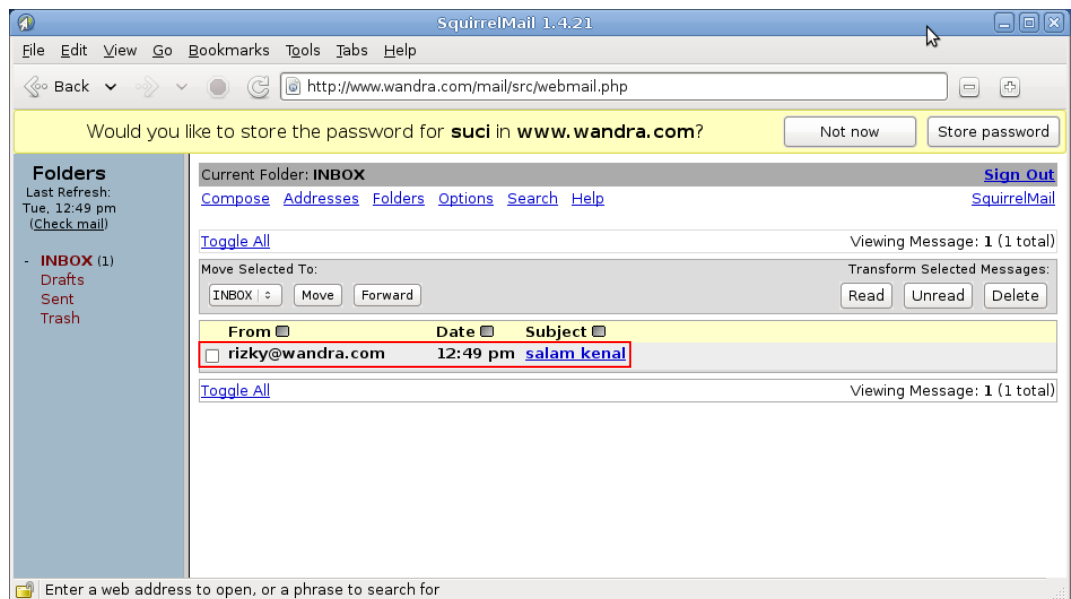 SquirrelMail 1.4.21
File Edit View Go Bookmarks Tools Tabs Help
Back http://www.wandra.com/mail/src/webmail.php
Would you like to store the password for suci in www.wandra.com? Not now Store password
Folders
Last Refresh:
Tue, 12:49 pm
(Check mail)
- INBOX (1)
Drafts
Sent
Trash
Current Folder: INBOX Sign Out
Compose Addresses Folders Options Search Help SquirrelMail
Toggle All Viewing Message: 1 (1 total)
Move Selected To: Transform Selected Messages:
INBOX Move Forward Read Unread Delete
From Date Subject
rizky@wandra.com 12:49 pm salam kenal
Toggle All Viewing Message: 1 (1 total)
Enter a web address to open, or a phrase to search for